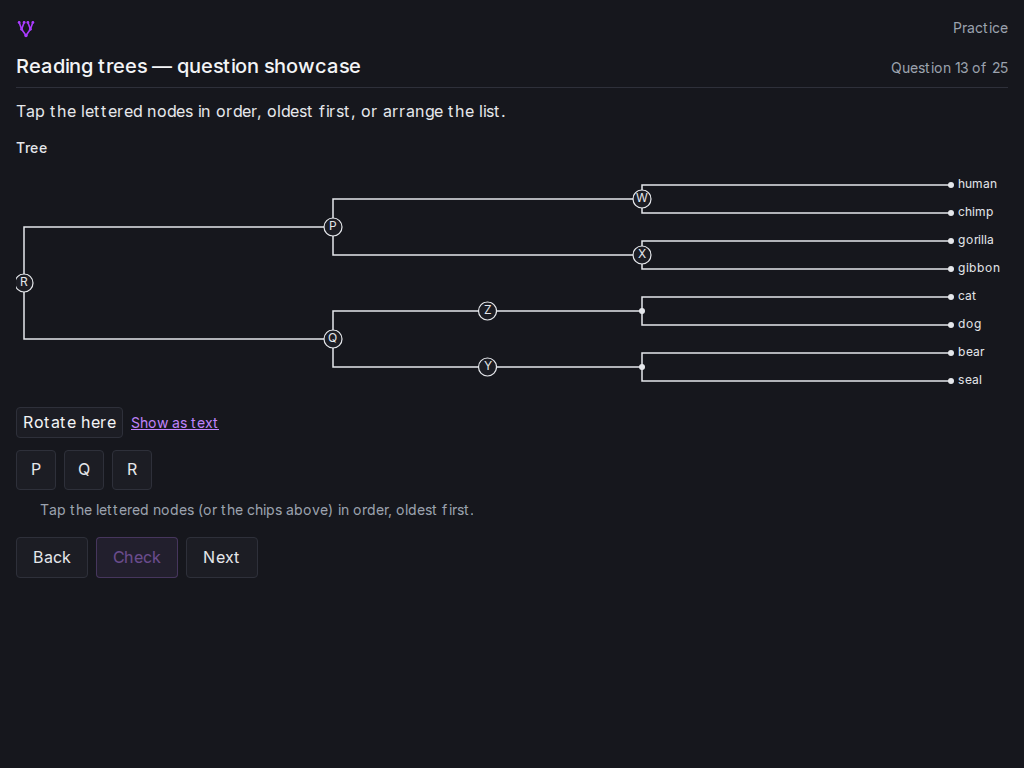 Practice
Reading trees — question showcase
Question 13 of 25
Tap the lettered nodes in order, oldest first, or arrange the list.
Tree
human
W
chimp
P
gorilla
X
gibbon
R
cat
Z
dog
Q
bear
Y
seal
Rotate here Show as text
P Q R
Tap the lettered nodes (or the chips above) in order, oldest first.
Back Check Next